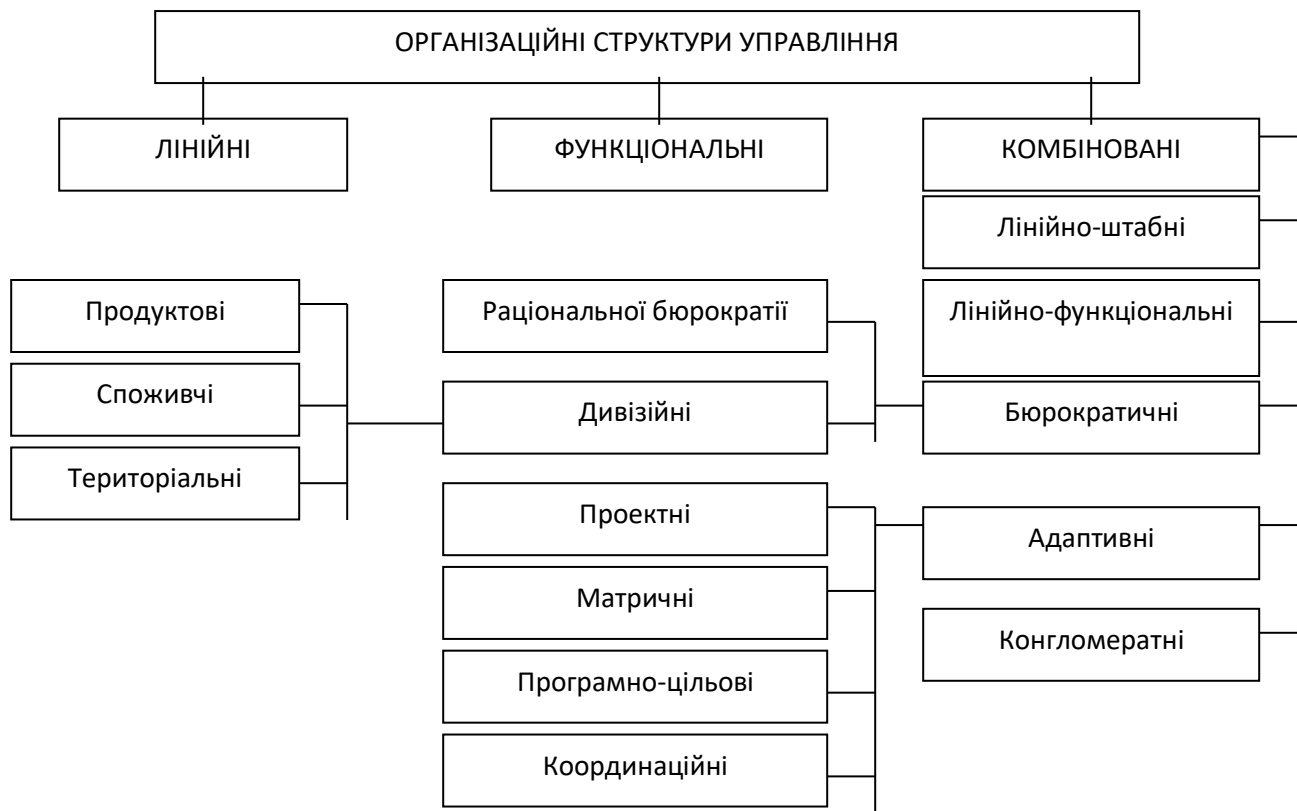 ОРГАНІЗАЦІЙНІ СТРУКТУРИ УПРАВЛІННЯ
ЛІНІЙНІ
ФУНКЦІОНАЛЬНІ
КОМБІНОВАНІ
Лінійно-штабні
Продуктові
Раціональної бюрократії
Лінійно-функціональні
Споживчі
Дивізійні
Бюрократичні
Територіальні
Проектні
Адаптивні
Матричні
Конгломератні
Програмно-цільові
Координаційні